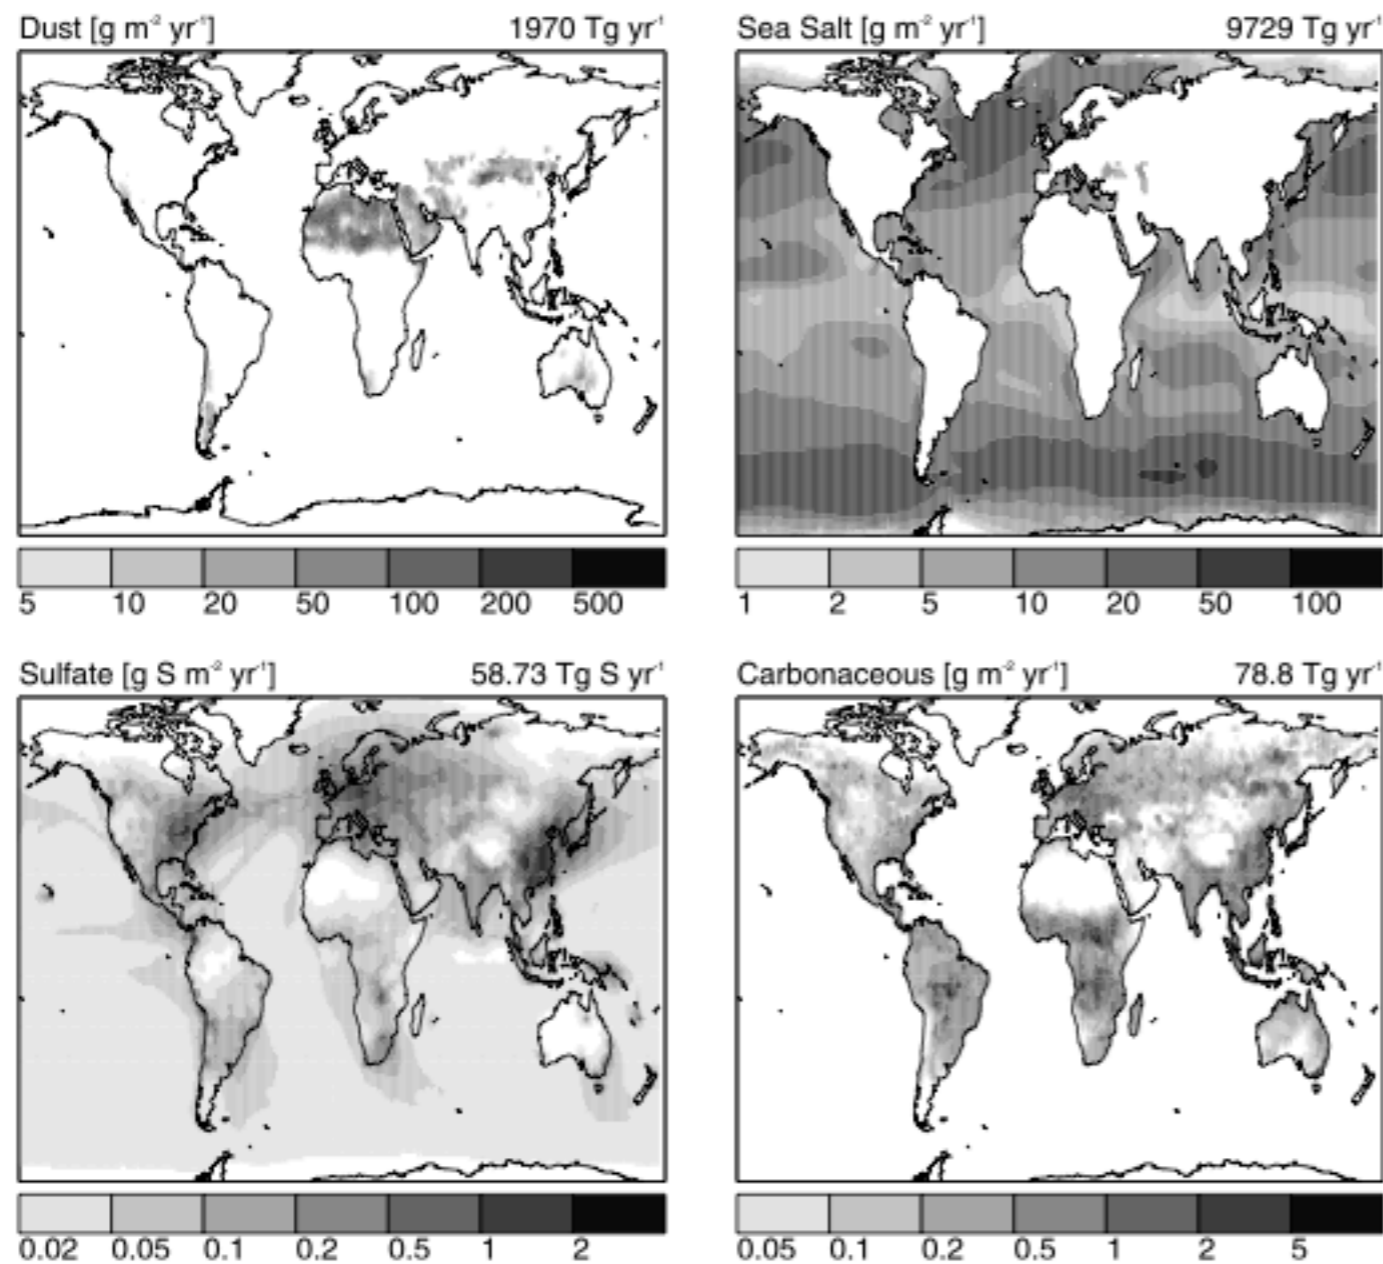 Dust [g m⁻² yr⁻¹] 1970 Tg yr⁻¹
Sea Salt [g m⁻² yr⁻¹] 9729 Tg yr⁻¹
5 10 20 50 100 200 500
1 2 5 10 20 50 100
Sulfate [g S m⁻² yr⁻¹] 58.73 Tg S yr⁻¹
Carbonaceous [g m⁻² yr⁻¹] 78.8 Tg yr⁻¹
0.02 0.05 0.1 0.2 0.5 1 2
0.05 0.1 0.2 0.5 1 2 5